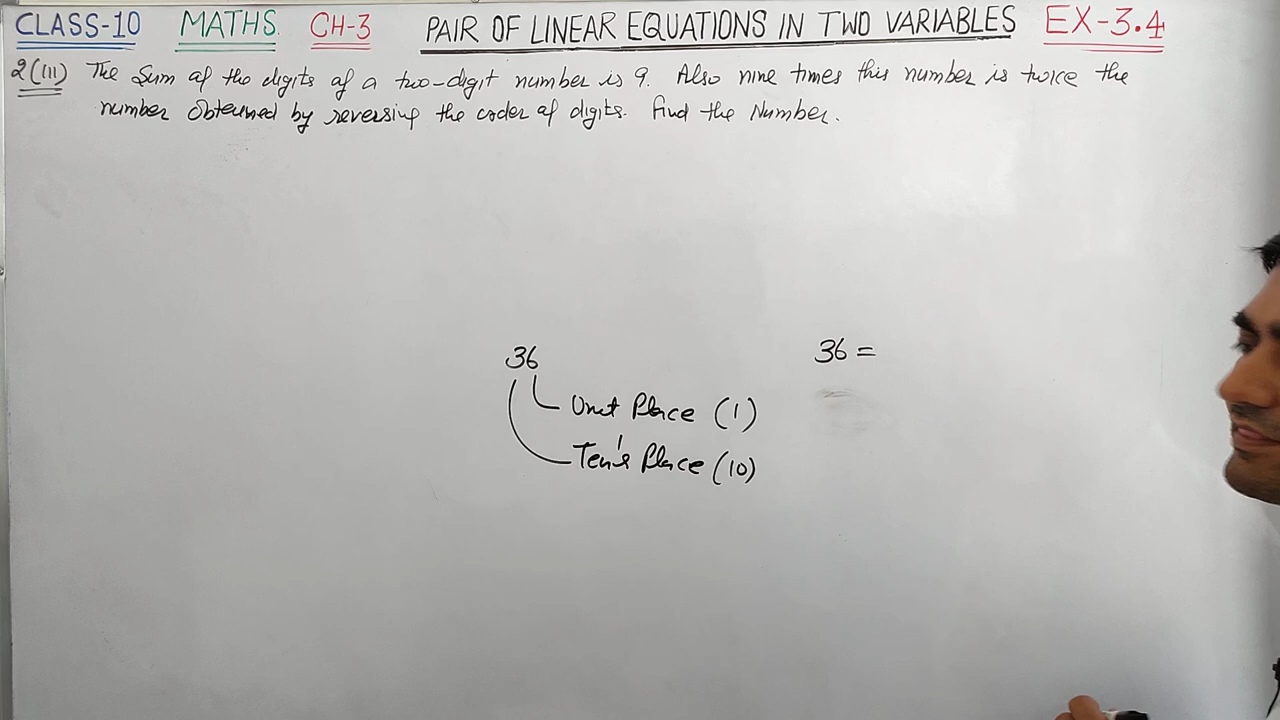 CLASS-10 MATHS. CH-3 PAIR OF LINEAR EQUATIONS IN TWO VARIABLES EX-3.4
2(III) The Sum of the digits of a two-digit number is 9. Also nine times this number is twice the
number obtained by reversing the order of digits. Find the Number.
36 36 =
Unit Place (1)
Ten's Place (10)